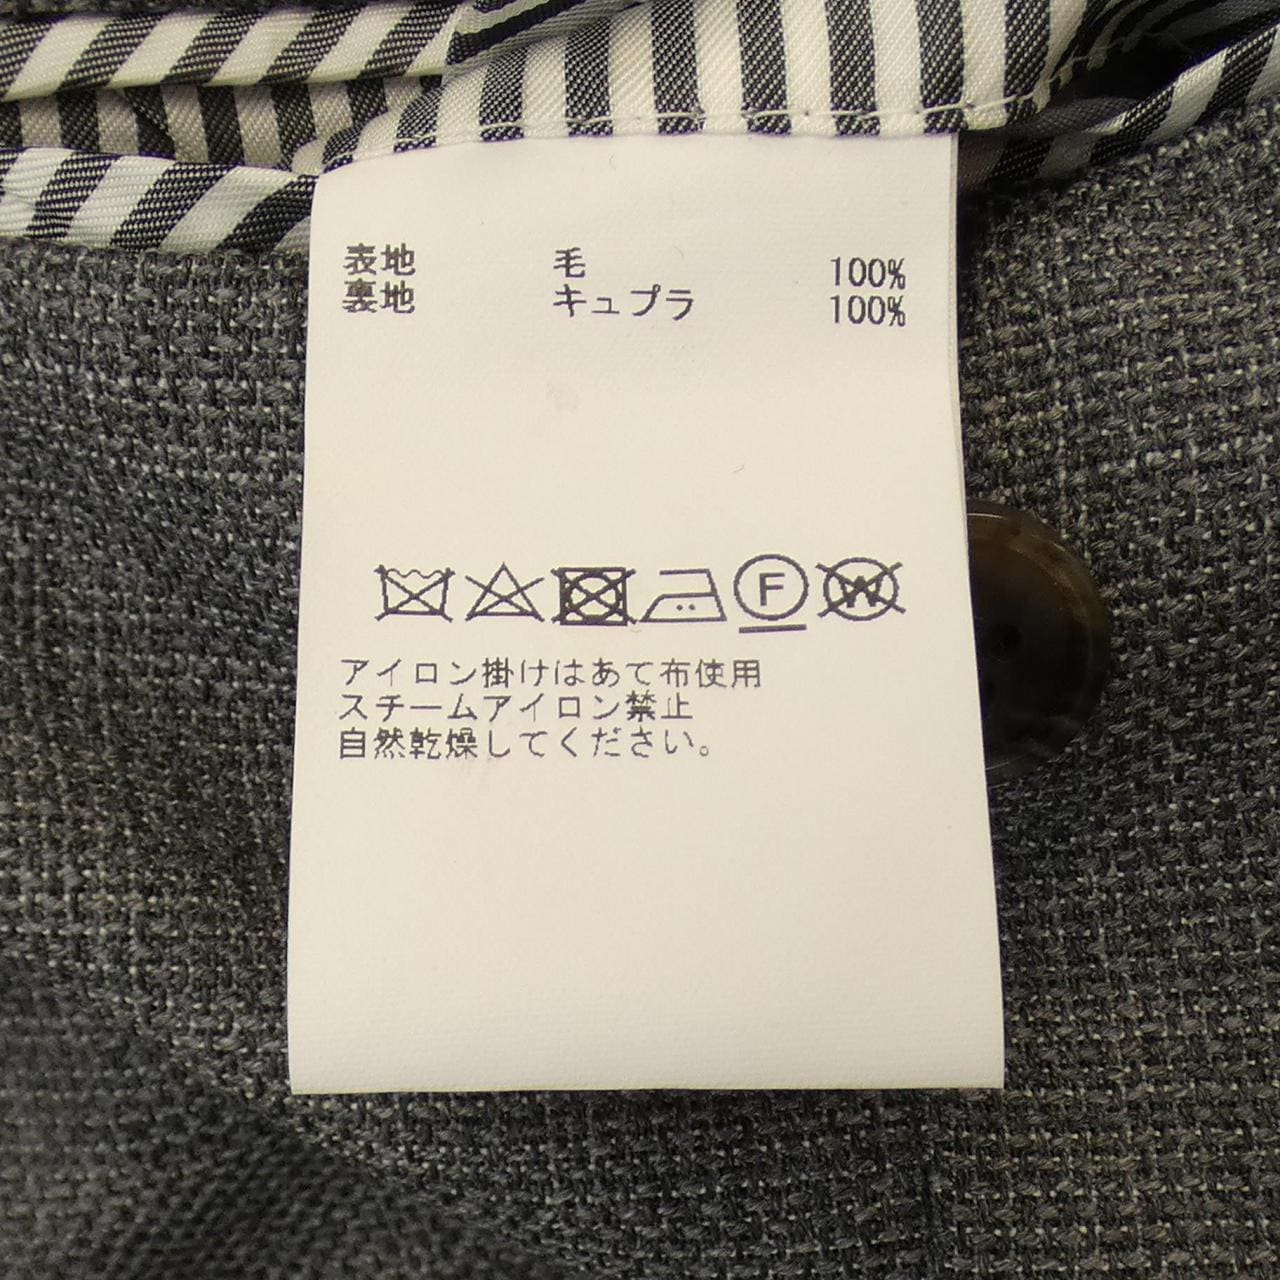 表地 毛 100%
裏地 キュプラ 100%
F W
アイロン掛けはあて布使用
スチームアイロン禁止
自然乾燥してください。